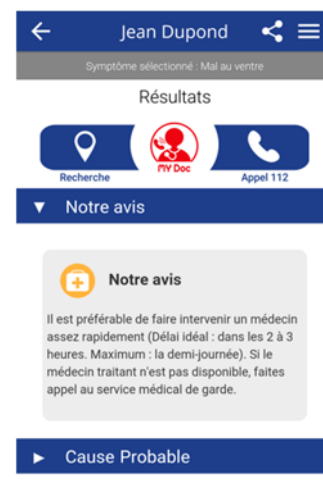 Jean Dupond
Symptôme sélectionné : Mal au ventre
Résultats
MY Doc
Recherche
Appel 112
Notre avis
Notre avis
Il est préférable de faire intervenir un médecin
assez rapidement (Délai idéal : dans les 2 à 3
heures. Maximum : la demi-journée). Si le
médecin traitant n'est pas disponible, faites
appel au service médical de garde.
Cause Probable